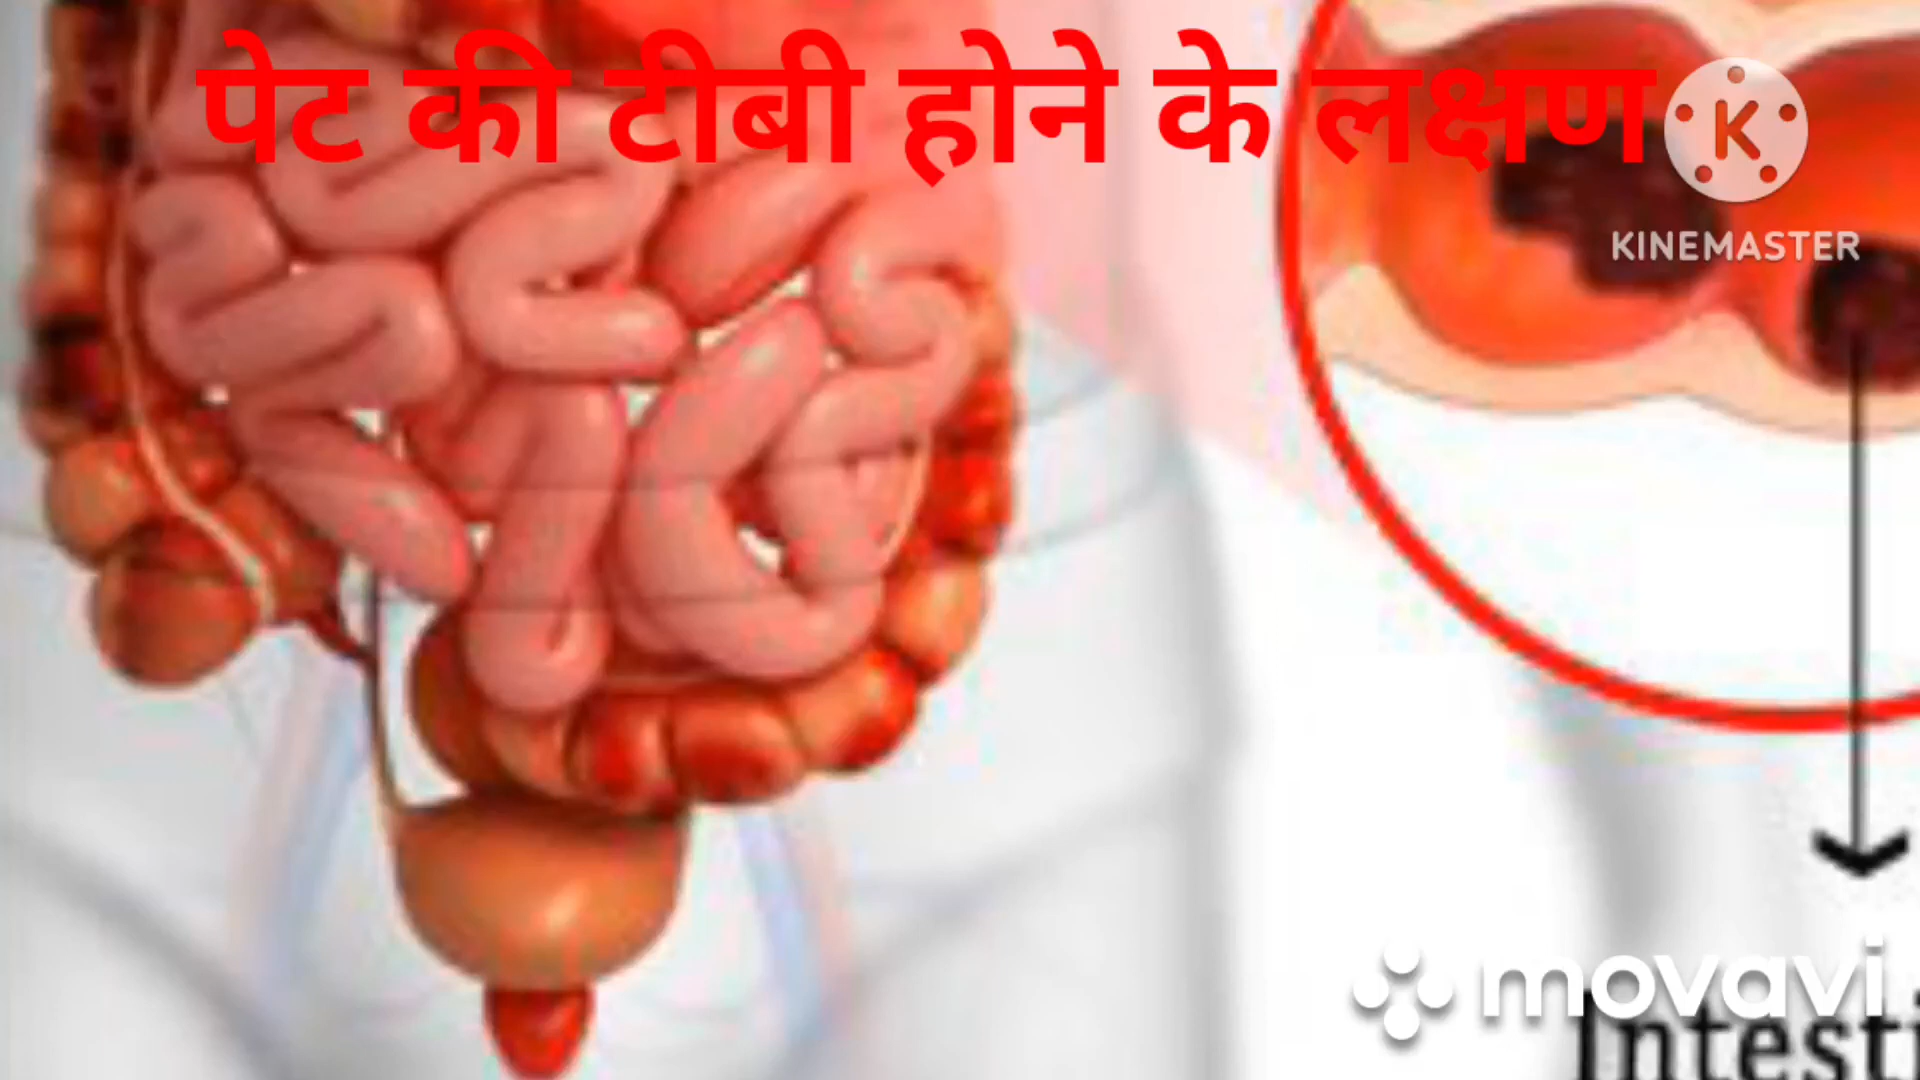 पेट की टीबी होने के लक्षण
K
KINEMASTER
movavi
Intesti